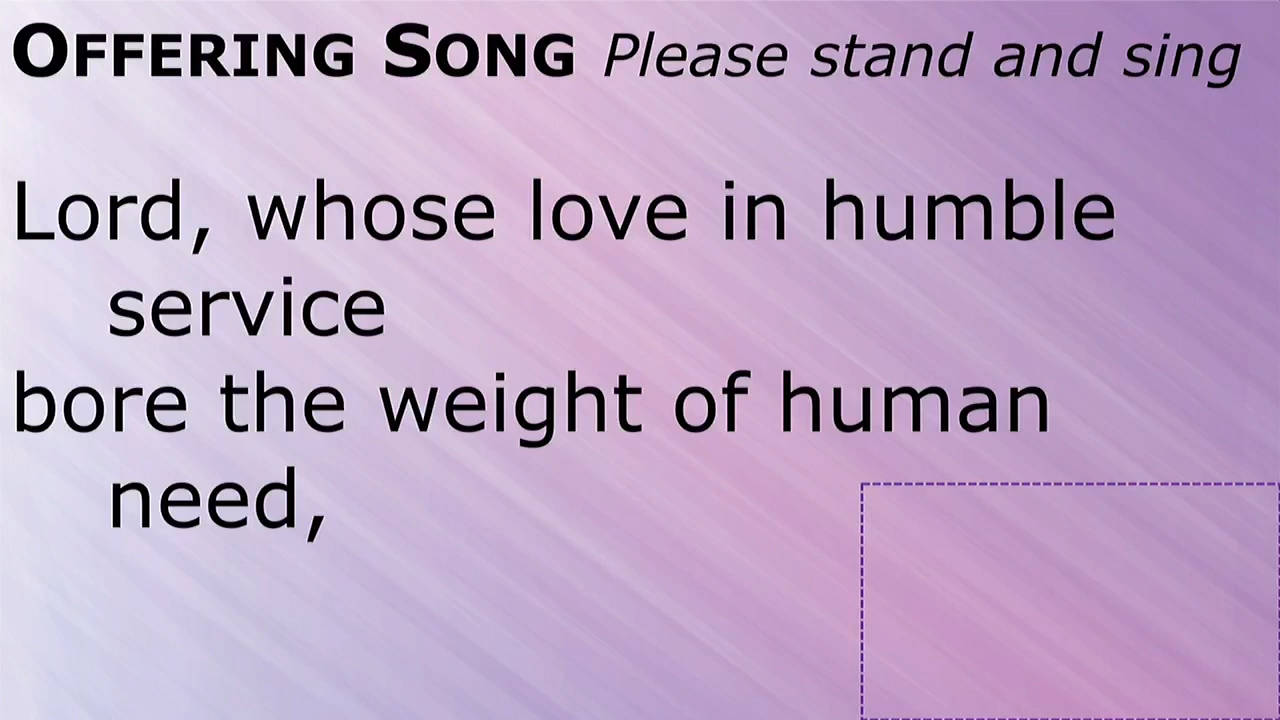 OFFERING SONG Please stand and sing
Lord, whose love in humble
service
bore the weight of human
need,